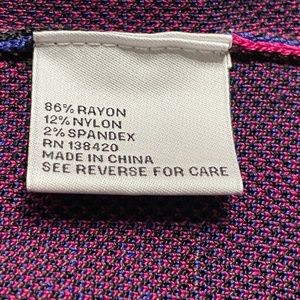 86% RAYON
12% NYLON
2% SPANDEX
RN 138420
MADE IN CHINA
SEE REVERSE FOR CARE